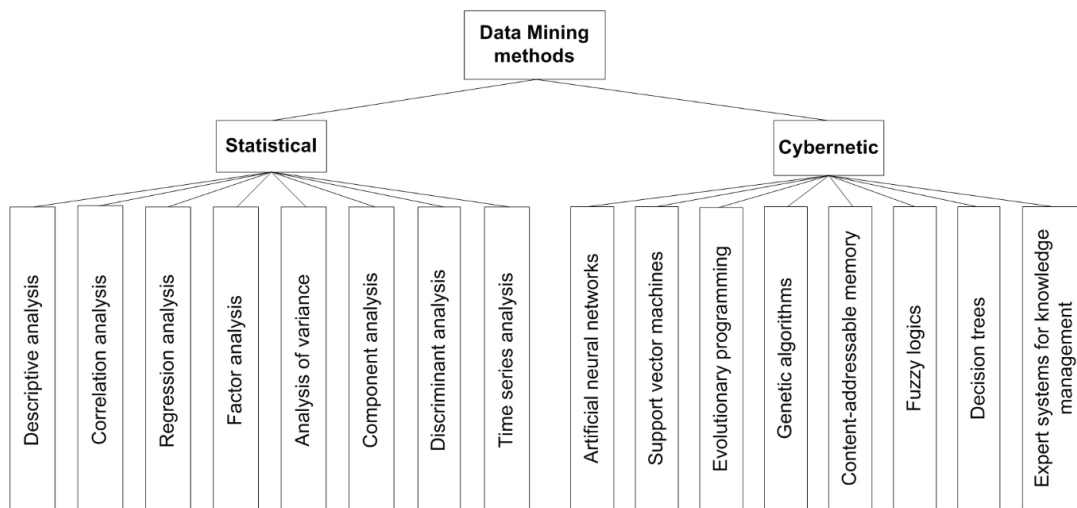 Data Mining
methods
Statistical
Cybernetic
Descriptive analysis
Correlation analysis
Regression analysis
Factor analysis
Analysis of variance
Component analysis
Discriminant analysis
Time series analysis
Artificial neural networks
Support vector machines
Evolutionary programming
Genetic algorithms
Content-addressable memory
Fuzzy logics
Decision trees
Expert systems for knowledge
management